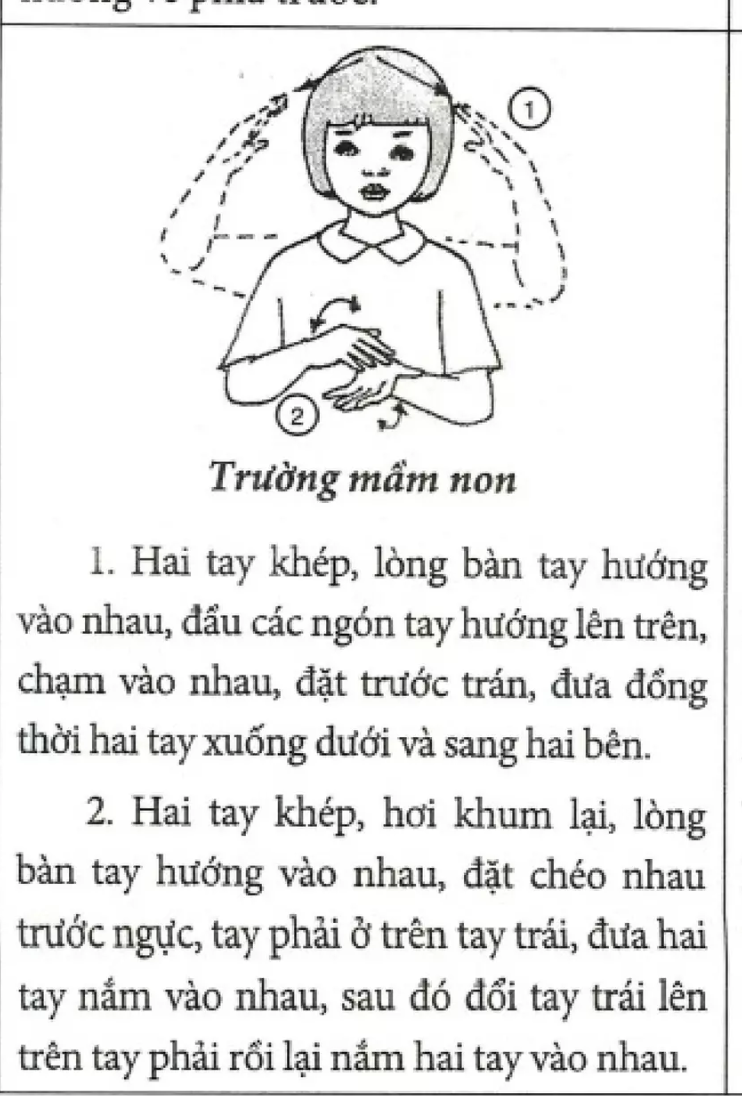 hướng về phía trước.
1
2
Trường mầm non
1. Hai tay khép, lòng bàn tay hướng
vào nhau, đầu các ngón tay hướng lên trên,
chạm vào nhau, đặt trước trán, đưa đồng
thời hai tay xuống dưới và sang hai bên.
2. Hai tay khép, hơi khum lại, lòng
bàn tay hướng vào nhau, đặt chéo nhau
trước ngực, tay phải ở trên tay trái, đưa hai
tay nắm vào nhau, sau đó đổi tay trái lên
trên tay phải rồi lại nắm hai tay vào nhau.